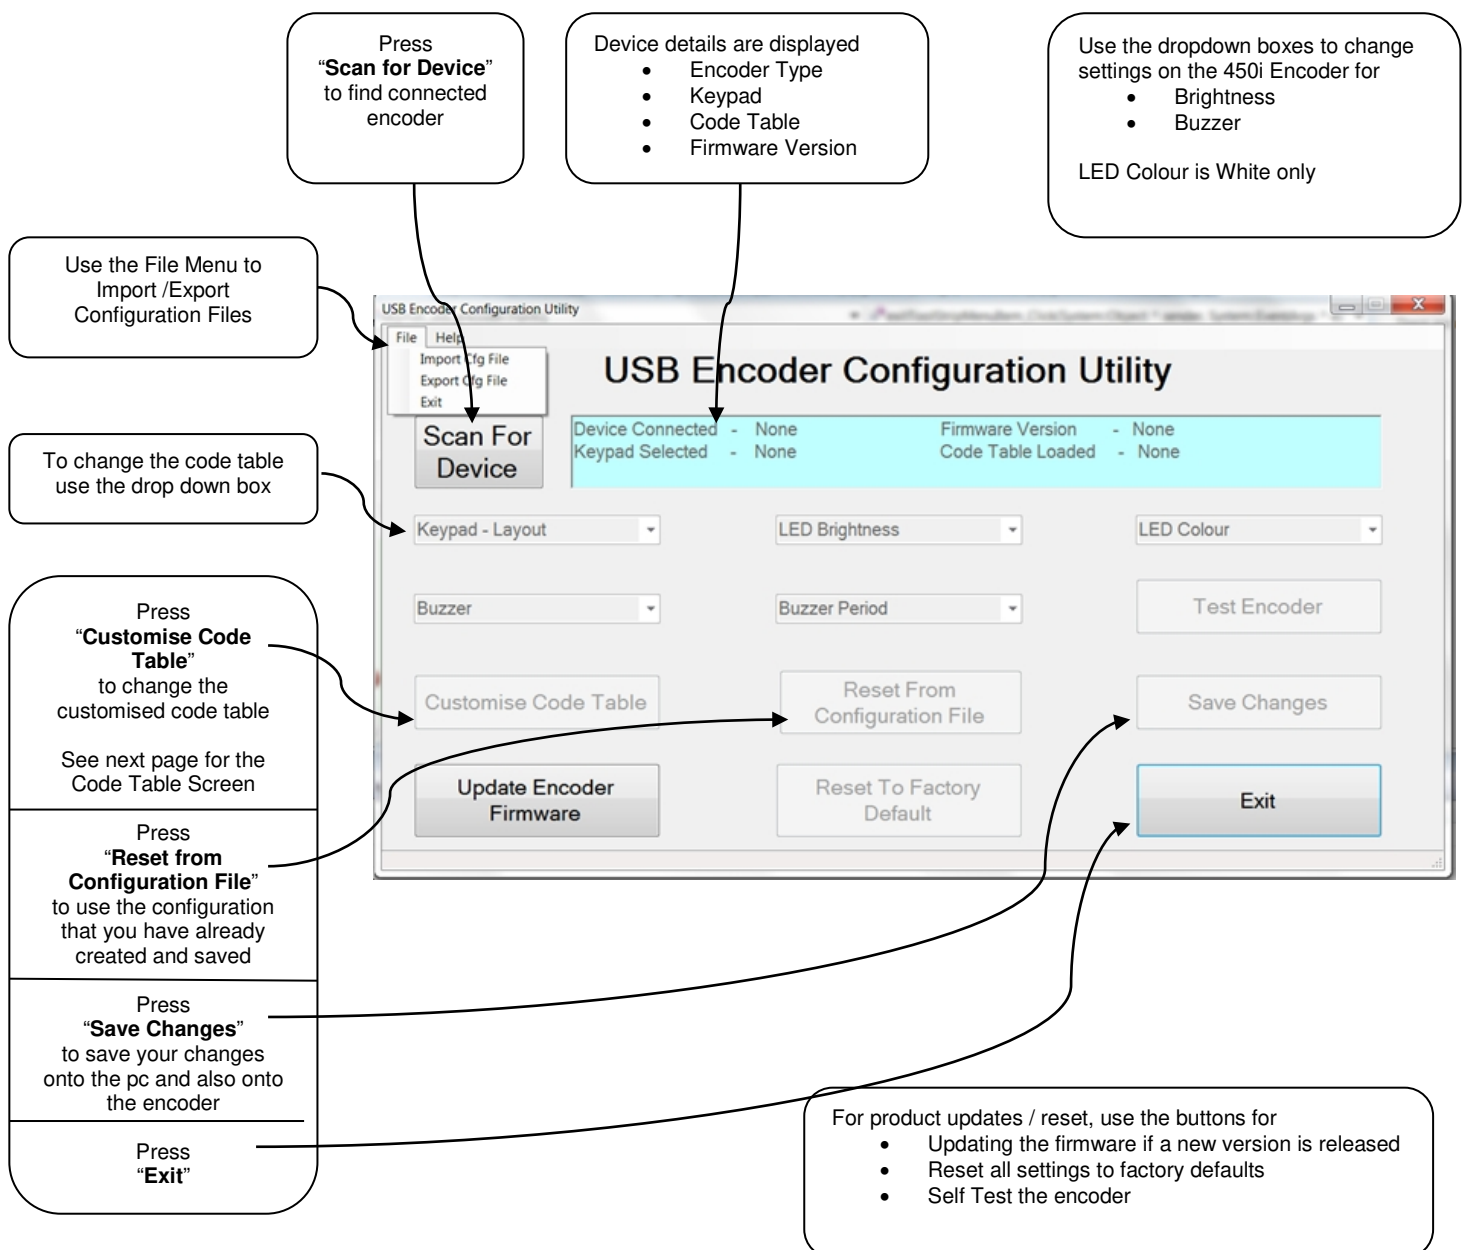 Press
“Scan for Device”
to find connected
encoder
Device details are displayed
• Encoder Type
• Keypad
• Code Table
• Firmware Version
Use the dropdown boxes to change
settings on the 450i Encoder for
• Brightness
• Buzzer
LED Colour is White only
Use the File Menu to
Import /Export
Configuration Files
To change the code table
use the drop down box
Press
“Customise Code
Table”
to change the
customised code table
See next page for the
Code Table Screen
Press
“Reset from
Configuration File”
to use the configuration
that you have already
created and saved
Press
“Save Changes”
to save your changes
onto the pc and also onto
the encoder
Press
“Exit”
USB Encoder Configuration Utility
File Help
Import Cfg File
Export Cfg File
Exit
USB Encoder Configuration Utility
Scan For
Device
Device Connected - None Firmware Version - None
Keypad Selected - None Code Table Loaded - None
Keypad - Layout LED Brightness LED Colour
Buzzer Buzzer Period Test Encoder
Customise Code Table
Reset From
Configuration File
Save Changes
Update Encoder
Firmware
Reset To Factory
Default
Exit
For product updates / reset, use the buttons for
• Updating the firmware if a new version is released
• Reset all settings to factory defaults
• Self Test the encoder